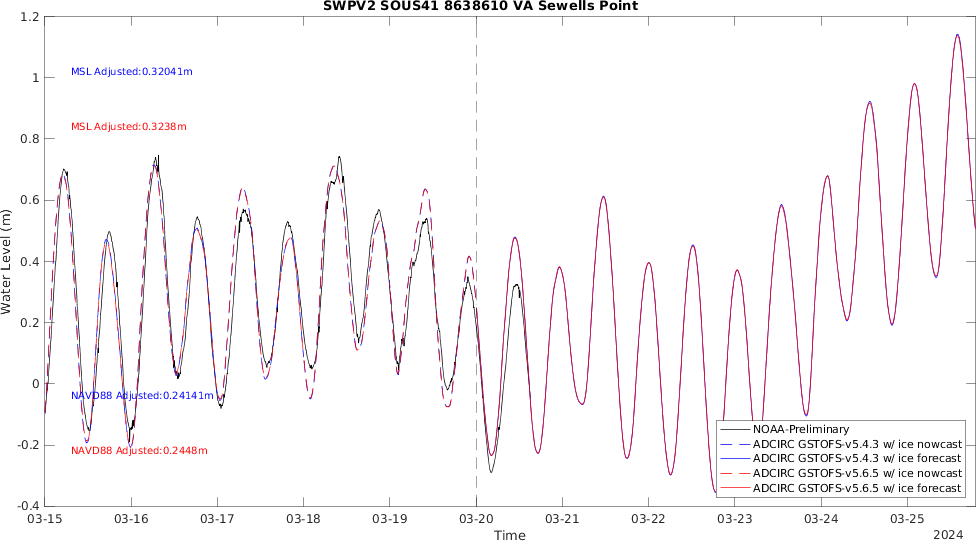 SWPV2 SOUS41 8638610 VA Sewells Point
1.2
1
0.8
0.6
0.4
0.2
0
-0.2
-0.4
Water Level (m)
MSL Adjusted:0.32041m
MSL Adjusted:0.3238m
NAVD88 Adjusted:0.24141m
NAVD88 Adjusted:0.2448m
NOAA-Preliminary
ADCIRC GSTOFS-v5.4.3 w/ ice nowcast
ADCIRC GSTOFS-v5.4.3 w/ ice forecast
ADCIRC GSTOFS-v5.6.5 w/ ice nowcast
ADCIRC GSTOFS-v5.6.5 w/ ice forecast
03-15 03-16 03-17 03-18 03-19 03-20 03-21 03-22 03-23 03-24 03-25
Time
2024